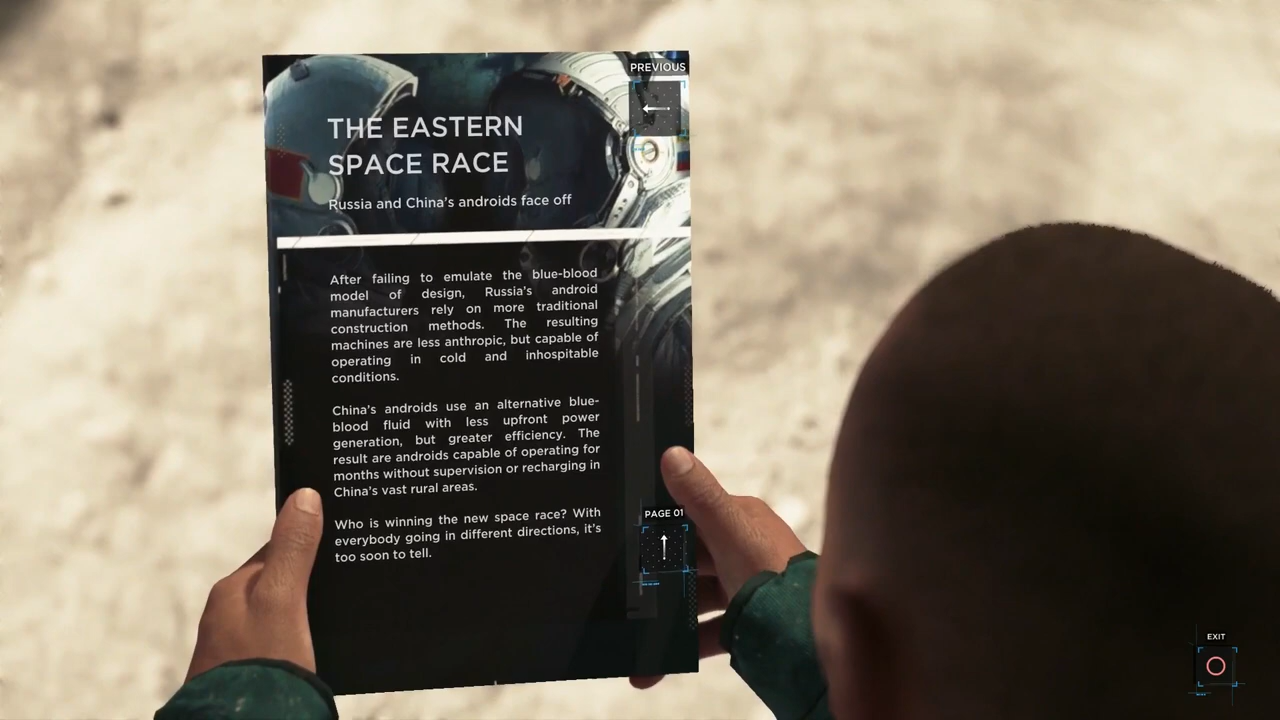 PREVIOUS
THE EASTERN
SPACE RACE
Russia and China's androids face off
After failing to emulate the blue-blood
model of design, Russia's android
manufacturers rely on more traditional
construction methods. The resulting
machines are less anthropic, but capable of
operating in cold and inhospitable
conditions.
China's androids use an alternative blue-
blood fluid with less upfront power
generation, but greater efficiency. The
result are androids capable of operating for
months without supervision or recharging in
China's vast rural areas.
Who is winning the new space race? With
everybody going in different directions, it's
too soon to tell.
PAGE 01
EXIT